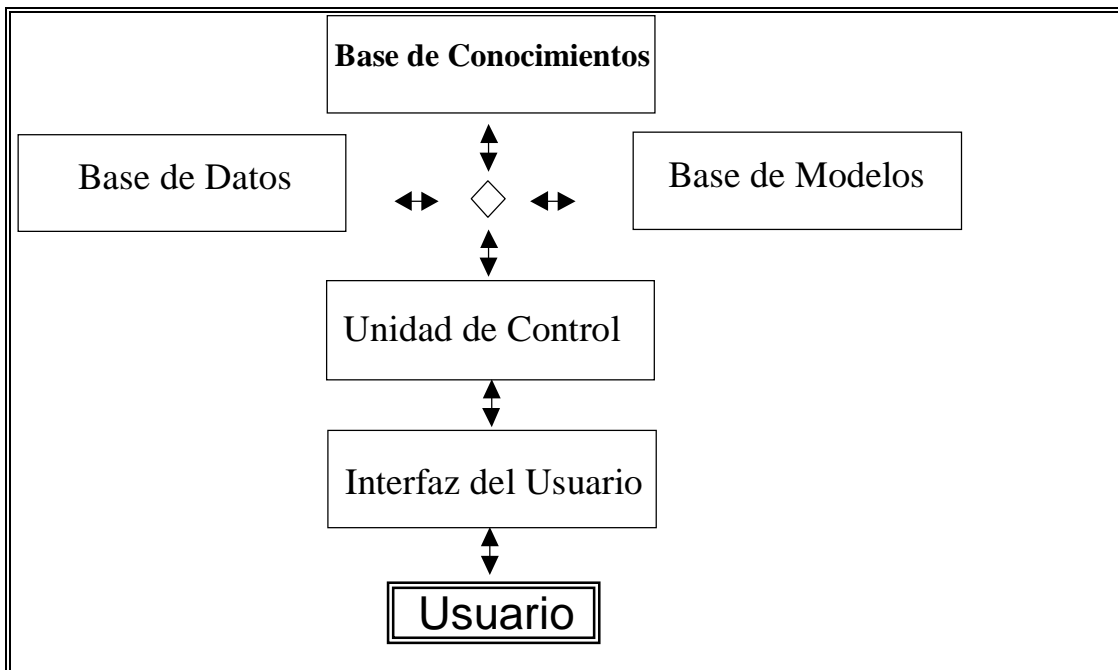 Base de Conocimientos
Base de Datos
Base de Modelos
Unidad de Control
Interfaz del Usuario
Usuario